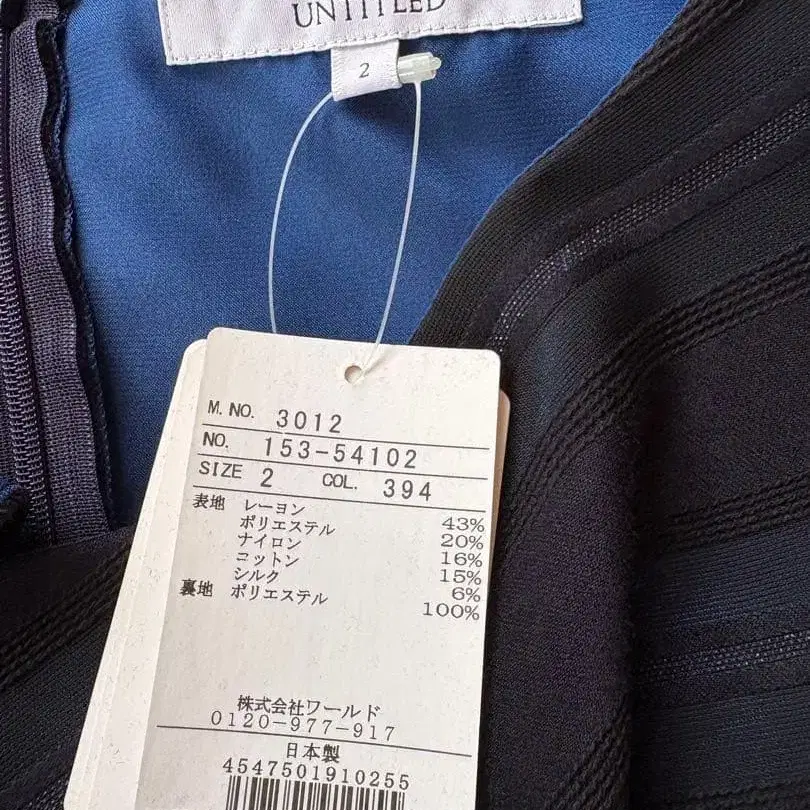 UNTITLED
2
M. NO. 3012
NO. 153-54102
SIZE 2 COL. 394
表地 レーヨン 43%
ポリエステル 20%
ナイロン 16%
コットン 15%
シルク 6%
裏地 ポリエステル 100%
株式会社ワールド
0120-977-917
日本製
4547501910255